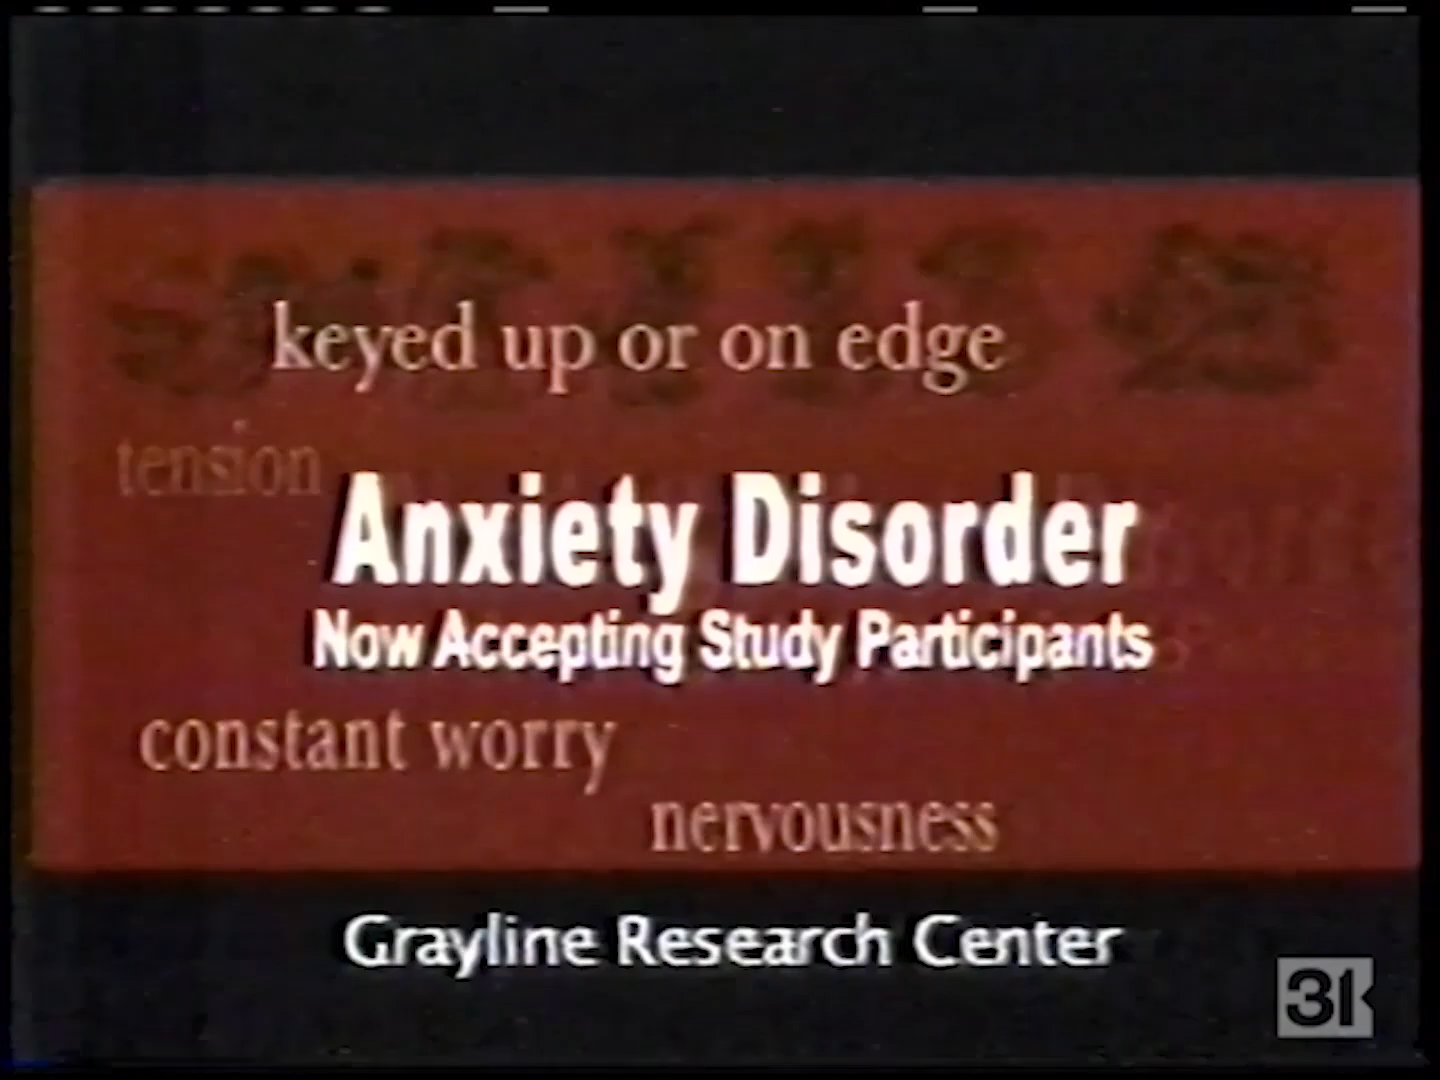 keyed up or on edge
tension
Anxiety Disorder
Now Accepting Study Participants
constant worry
nervousness
Grayline Research Center
31